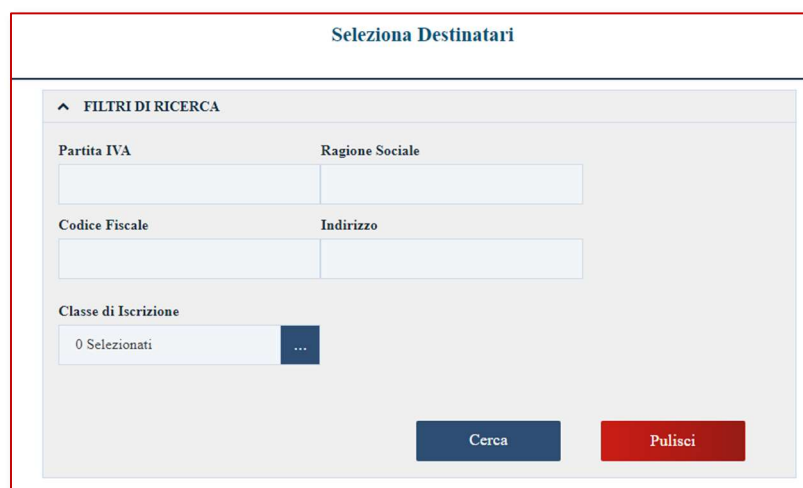 Seleziona Destinatari
FILTRI DI RICERCA
Partita IVA Ragione Sociale
Codice Fiscale Indirizzo
Classe di Iscrizione
0 Selezionati ...
Cerca Pulisci